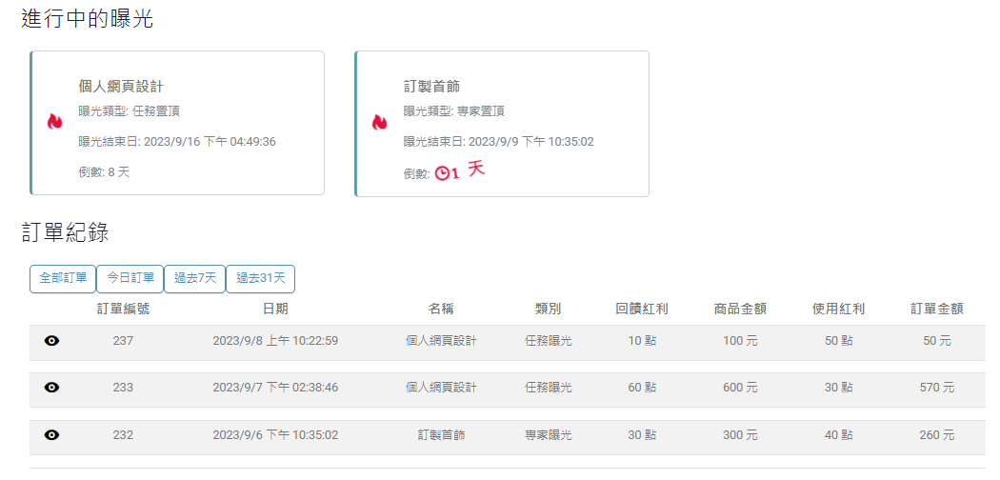 進行中的曝光
個人網頁設計
曝光類型: 任務置頂
曝光結束日: 2023/9/16 下午 04:49:36
倒數: 8 天
訂製首飾
曝光類型: 專家置頂
曝光結束日: 2023/9/9 下午 10:35:02
倒數: 1 天
訂單紀錄
全部訂單 今日訂單 過去7天 過去31天
訂單編號 日期 名稱 類別 回饋紅利 商品金額 使用紅利 訂單金額
237 2023/9/8 上午 10:22:59 個人網頁設計 任務曝光 10 點 100 元 50 點 50 元
233 2023/9/7 下午 02:38:46 個人網頁設計 任務曝光 60 點 600 元 30 點 570 元
232 2023/9/6 下午 10:35:02 訂製首飾 專家曝光 30 點 300 元 40 點 260 元